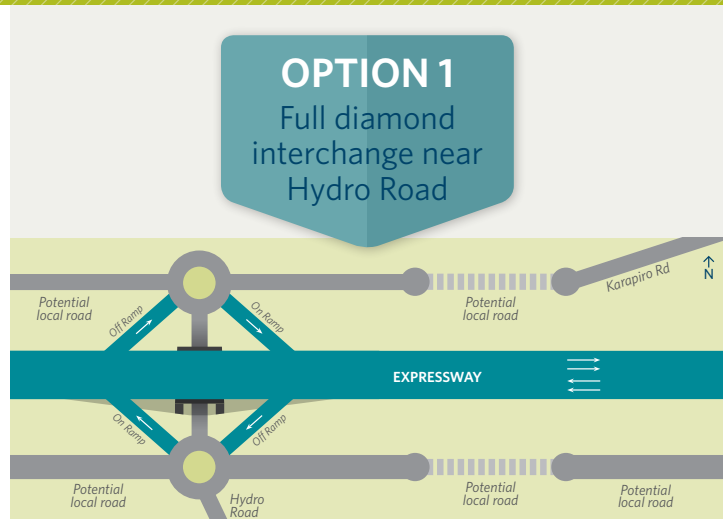 OPTION 1
Full diamond
interchange near
Hydro Road
Karapiro Rd
N
Potential
local road
Off Ramp
On Ramp
Potential
local road
EXPRESSWAY
On Ramp
Off Ramp
Potential
local road
Hydro
Road
Potential
local road
Potential
local road